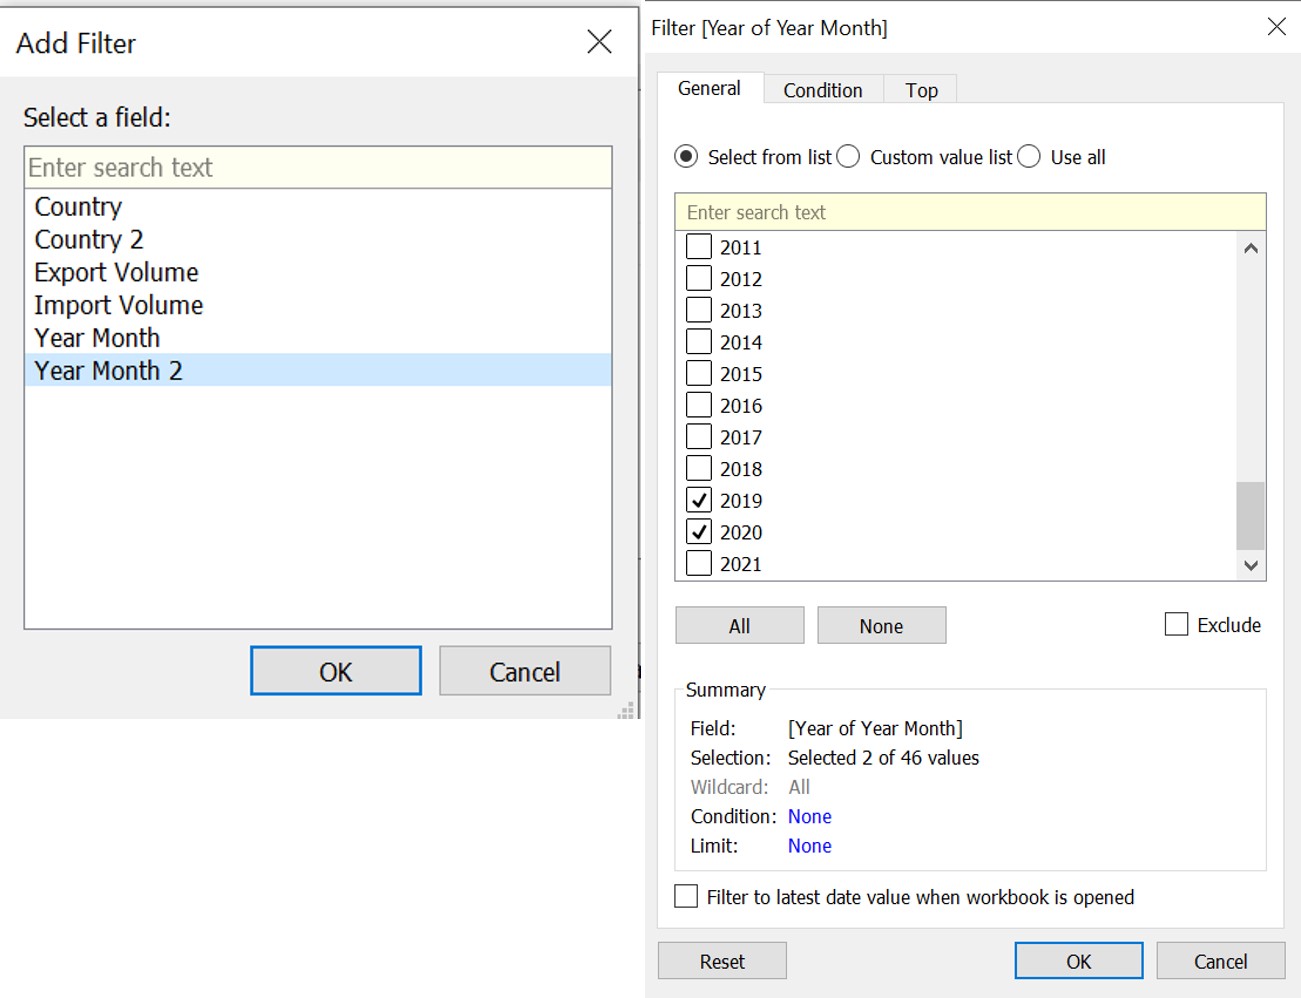 Add Filter
Select a field:
Enter search text
Country
Country 2
Export Volume
Import Volume
Year Month
Year Month 2
OK
Cancel
Filter [Year of Year Month]
General
Condition
Top
Select from list
Custom value list
Use all
Enter search text
2011
2012
2013
2014
2015
2016
2017
2018
2019
2020
2021
All
None
Exclude
Summary
Field: [Year of Year Month]
Selection: Selected 2 of 46 values
Wildcard: All
Condition: None
Limit: None
Filter to latest date value when workbook is opened
Reset
OK
Cancel